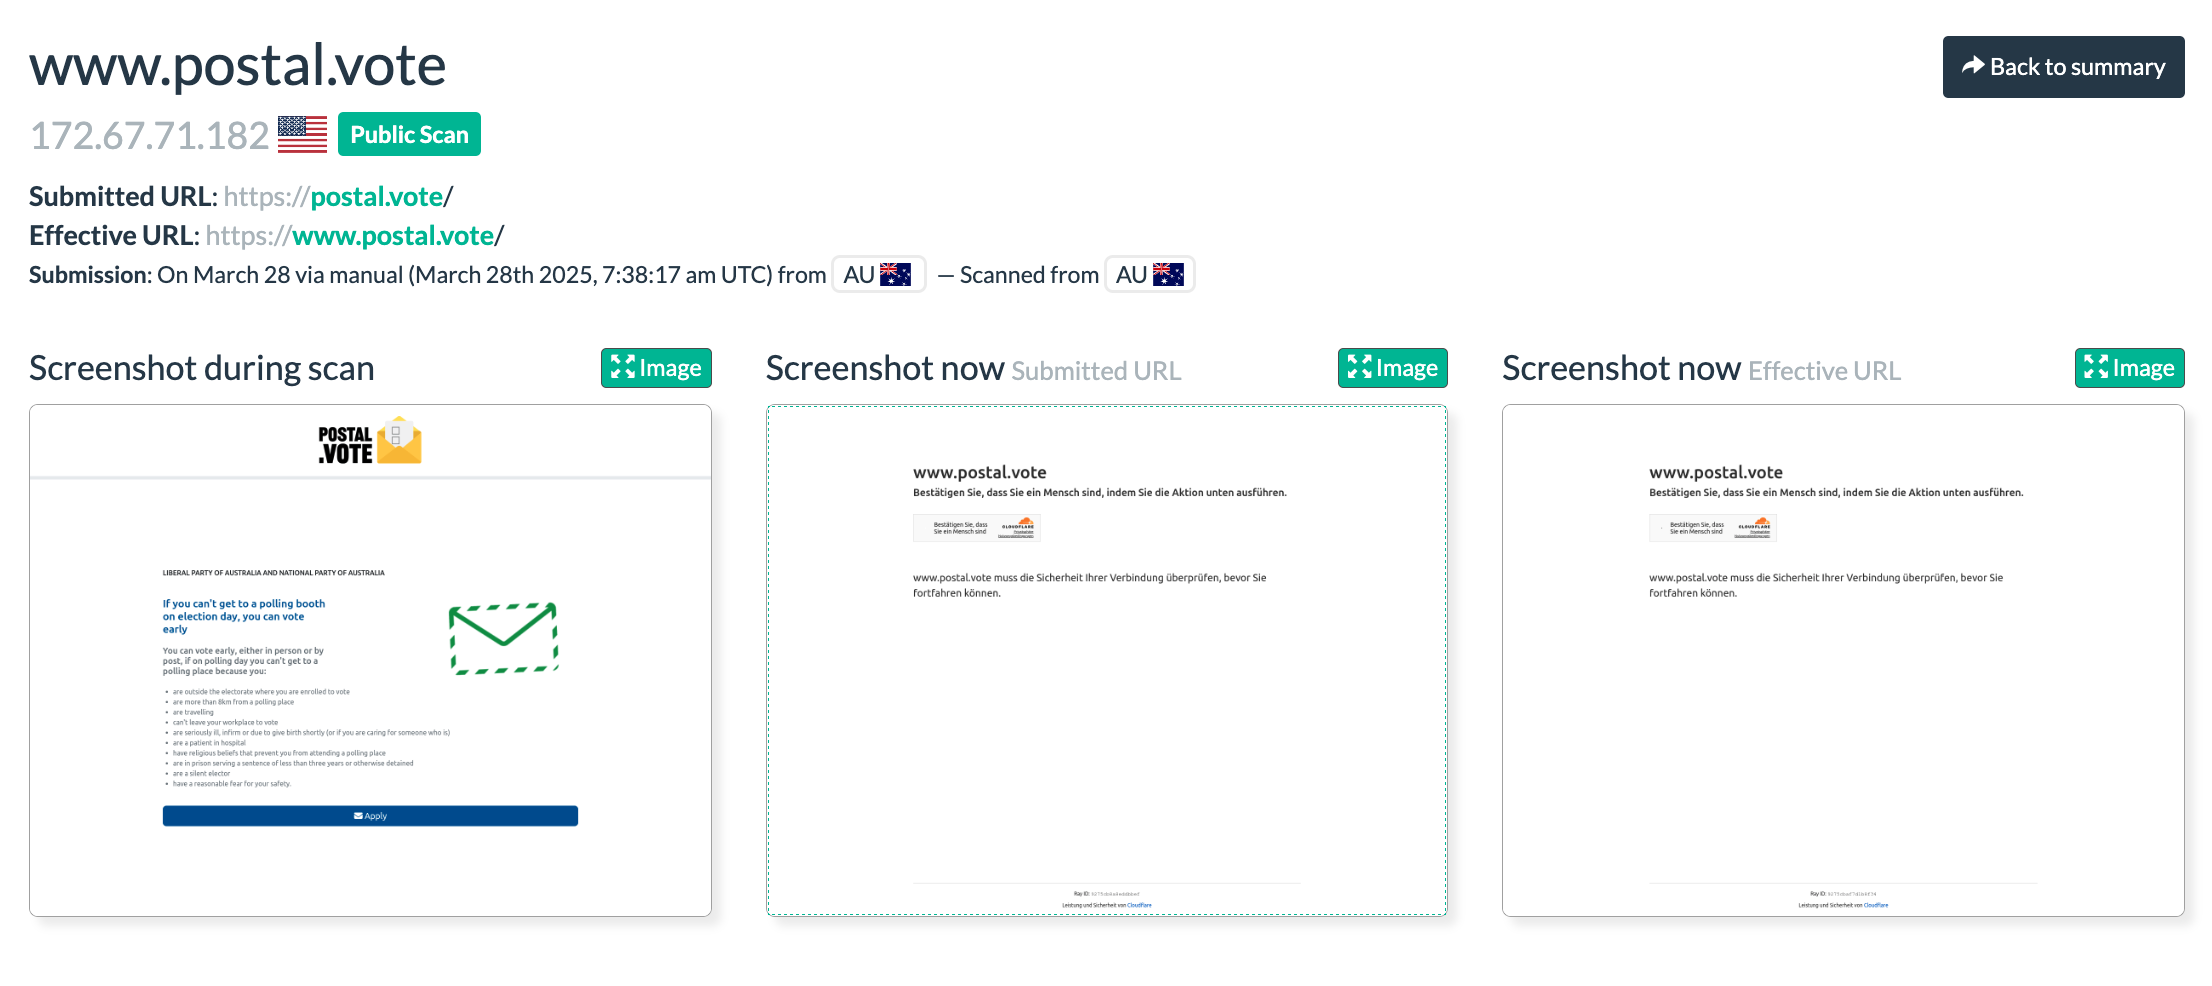 www.postal.vote
Back to summary
172.67.71.182 Public Scan
Submitted URL: https://postal.vote/
Effective URL: https://www.postal.vote/
Submission: On March 28 via manual (March 28th 2025, 7:38:17 am UTC) from AU — Scanned from AU
Screenshot during scan
Image
POSTAL
.VOTE
LIBERAL PARTY OF AUSTRALIA AND NATIONAL PARTY OF AUSTRALIA
If you can't get to a polling booth
on election day, you can vote
early
You can vote early, either in person or by
post, if on polling day you can't get to a
polling place because you:
• are outside the electorate where you are enrolled to vote
• are more than 8km from a polling place
• are travelling
• can't leave your workplace to vote
• are seriously ill, infirm or due to give birth shortly (or if you are caring for someone who is)
• are a patient in hospital
• have religious beliefs that prevent you from attending a polling place
• are in prison serving a sentence of less than three years or otherwise detained
• are a silent elector
• have a reasonable fear for your safety.
Apply
Screenshot now Submitted URL
Image
www.postal.vote
Bestätigen Sie, dass Sie ein Mensch sind, indem Sie die Aktion unten ausführen.
Bestätigen Sie, dass
Sie ein Mensch sind
CLOUDFLARE
www.postal.vote muss die Sicherheit Ihrer Verbindung überprüfen, bevor Sie
fortfahren können.
Ray ID:
Leistung und Sicherheit von Cloudflare
Screenshot now Effective URL
Image
www.postal.vote
Bestätigen Sie, dass Sie ein Mensch sind, indem Sie die Aktion unten ausführen.
Bestätigen Sie, dass
Sie ein Mensch sind
CLOUDFLARE
www.postal.vote muss die Sicherheit Ihrer Verbindung überprüfen, bevor Sie
fortfahren können.
Ray ID:
Leistung und Sicherheit von Cloudflare